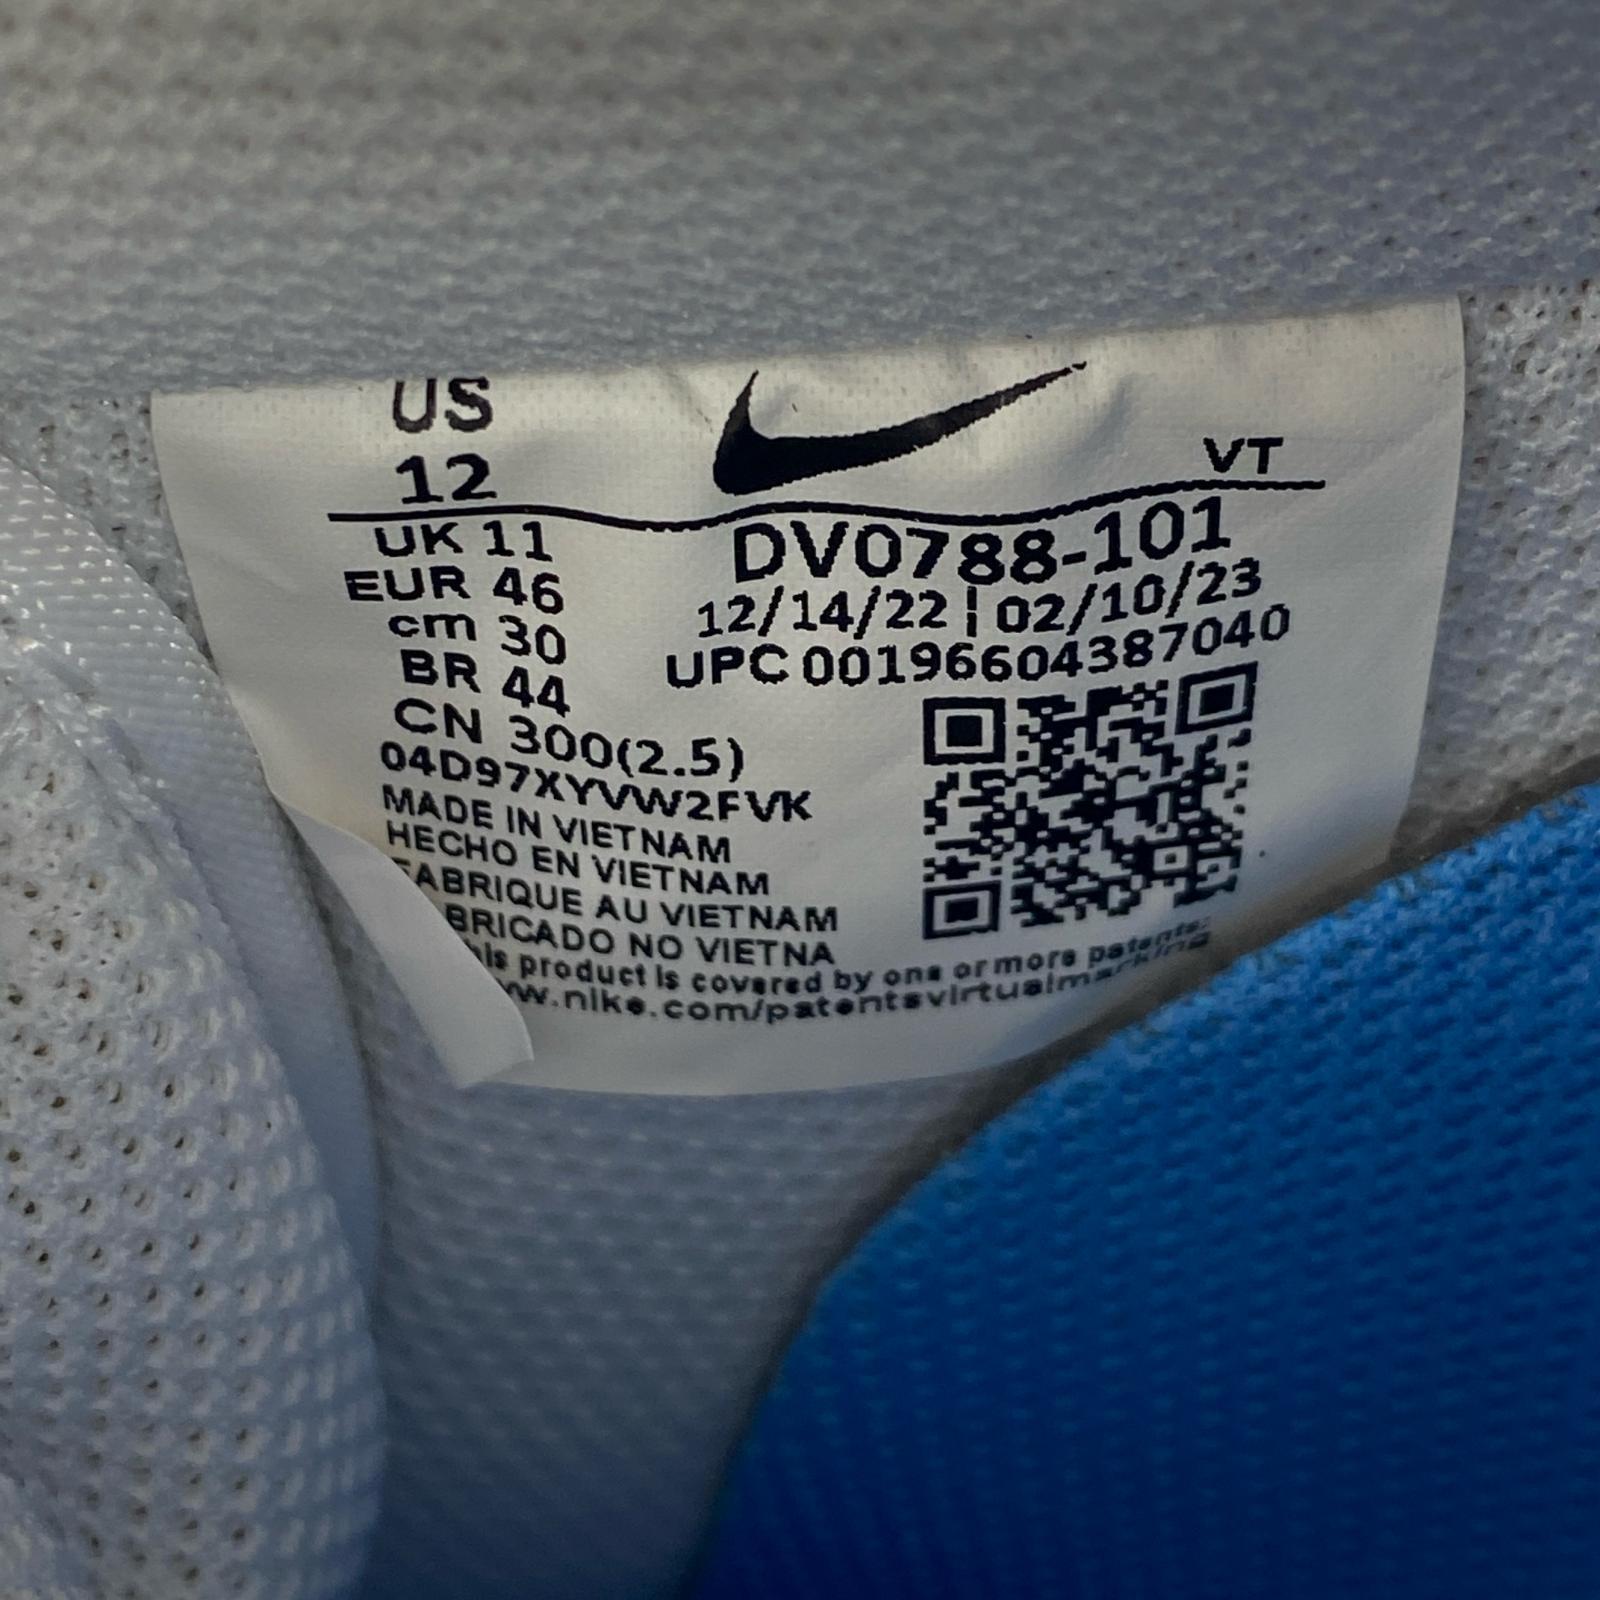 US
12
VT
UK 11
EUR 46
cm 30
BR 44
CN 300(2.5)
04D97XYVW2FVK
MADE IN VIETNAM
HECHO EN VIETNAM
FABRIQUE AU VIETNAM
BRICADO NO VIETNA
DV0788-101
12/14/22 | 02/10/23
UPC 00196604387040
his product is covered by one or more patents:
w.nike.com/patentsvirtualmarking